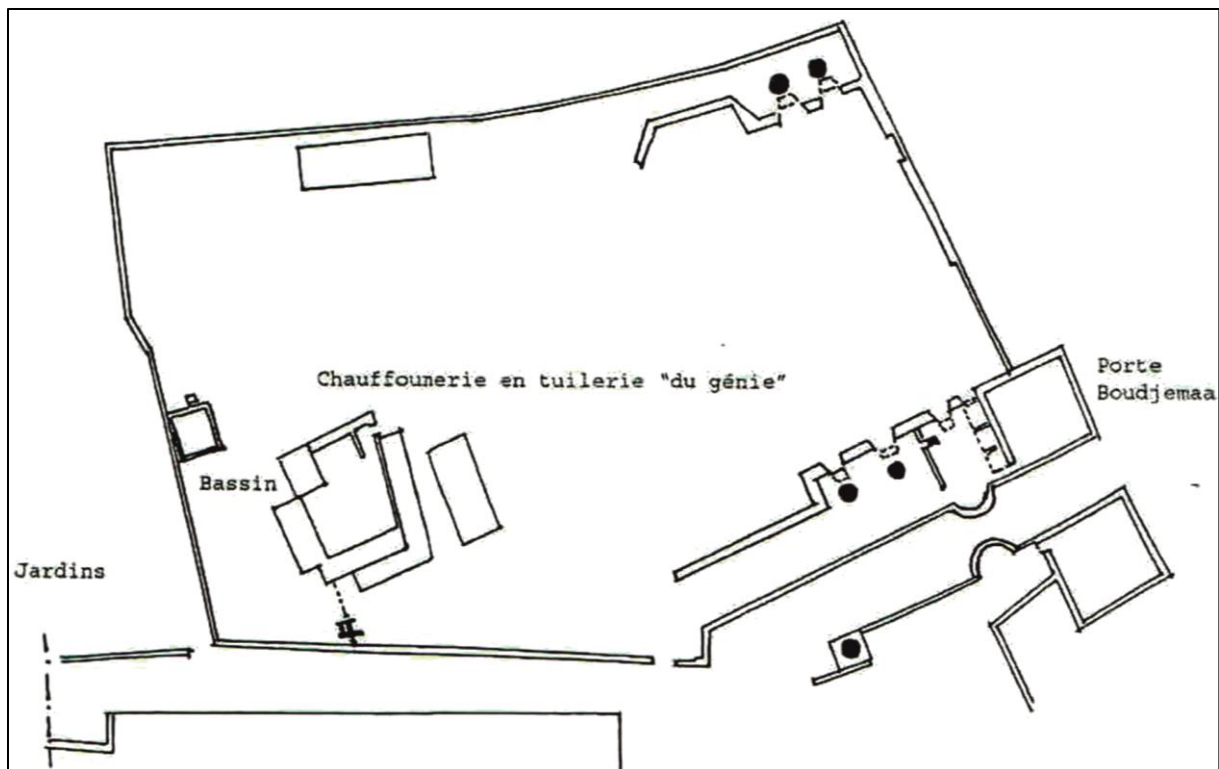 Chauffounerie en tuilerie "du génie"
Porte
Boudjemaa
Bassin
Jardins